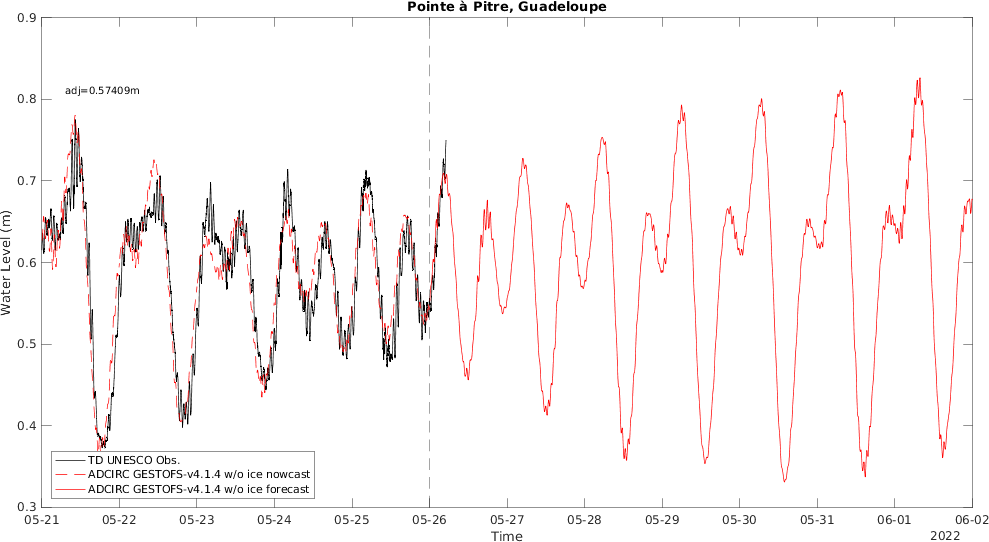 Pointe à Pitre, Guadeloupe
0.9
0.8
0.7
0.6
0.5
0.4
0.3
Water Level (m)
adj=0.57409m
TD UNESCO Obs.
ADCIRC GESTOFS-v4.1.4 w/o ice nowcast
ADCIRC GESTOFS-v4.1.4 w/o ice forecast
05-21 05-22 05-23 05-24 05-25 05-26 05-27 05-28 05-29 05-30 05-31 06-01 06-02
Time
2022